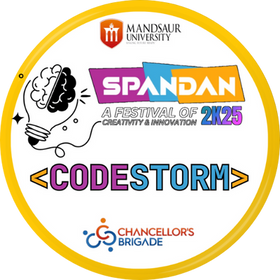 MANDSAUR
UNIVERSITY
SPANDAN
A FESTIVAL OF
CREATIVITY & INNOVATION
2K25
<CODESTORM>
CHANCELLOR'S
BRIGADE